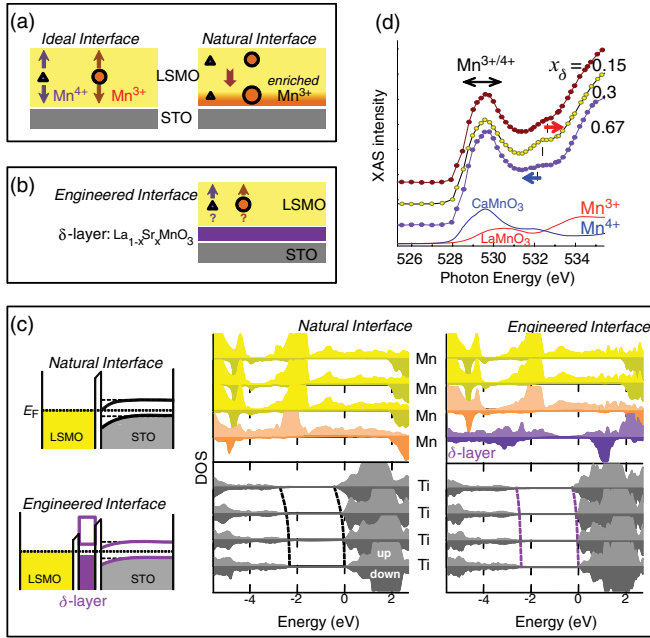 (a)
Ideal Interface
Natural Interface
LSMO
Mn4+
Mn3+
enriched
Mn3+
STO
(b)
Engineered Interface
? ?
LSMO
δ-layer: La1-xSrxMnO3
STO
(d)
XAS intensity
Mn3+/4+
xδ = 0.15
0.3
0.67
CaMnO3
LaMnO3
Mn3+
Mn4+
526 528 530 532 534
Photon Energy (eV)
(c)
Natural Interface
EF
LSMO
STO
Engineered Interface
LSMO
STO
δ-layer
Natural Interface
Engineered Interface
DOS
Mn
Mn
Mn
Mn
δ-layer
Ti
Ti
Ti
Ti
up
down
-4 -2 0 2
Energy (eV)
-4 -2 0 2
Energy (eV)